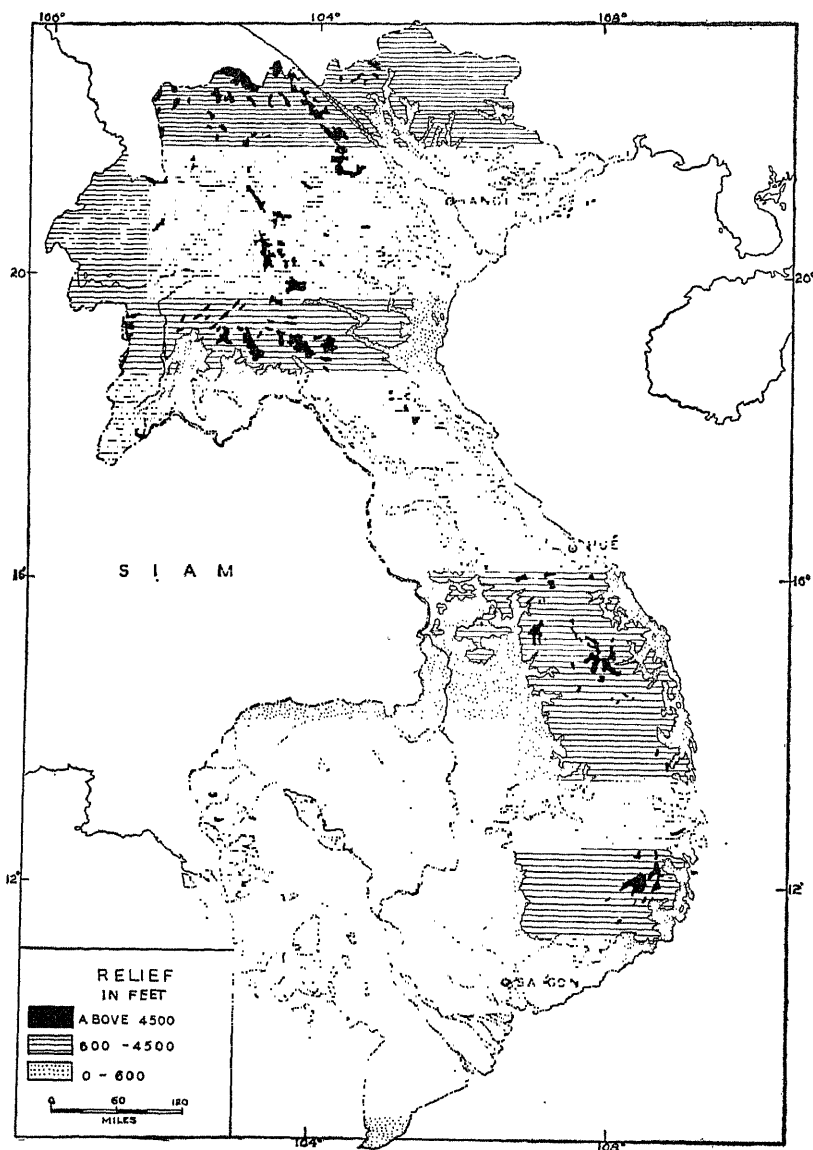 100° 104° 108°
HANOI
20° 20°
HUÉ
SIAM
16° 16°
12° 12°
SAIGON
RELIEF
IN FEET
ABOVE 4500
600 - 4500
0 - 600
0 60 120
MILES
104° 108°